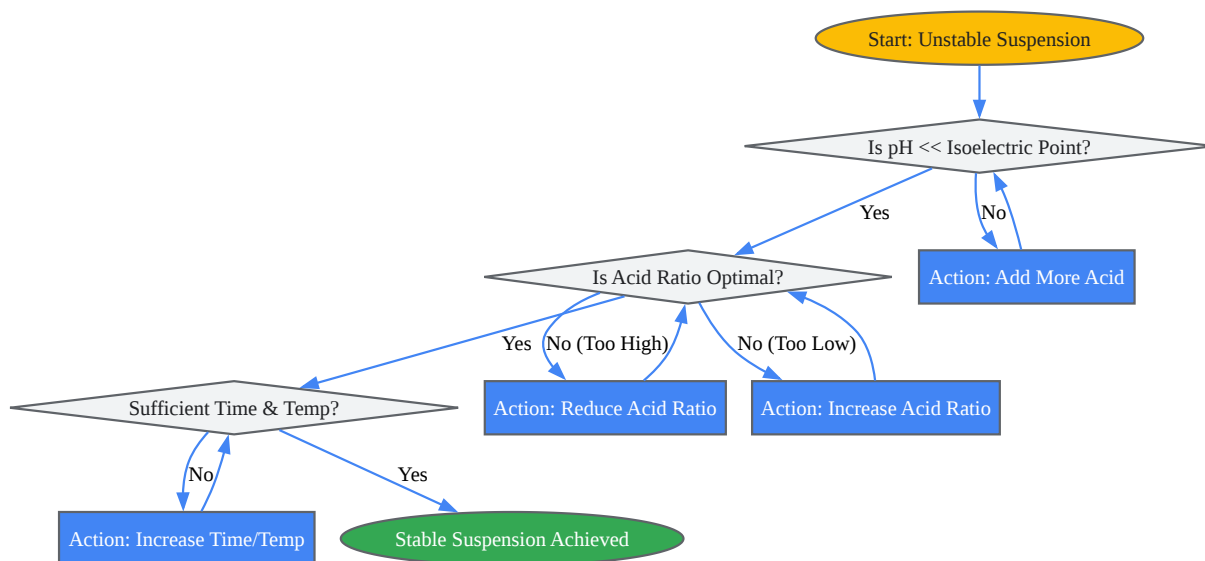 Start: Unstable Suspension
Is pH << Isoelectric Point?
Yes
No
Action: Add More Acid
Is Acid Ratio Optimal?
Yes
No (Too High)
No (Too Low)
Action: Reduce Acid Ratio
Action: Increase Acid Ratio
Sufficient Time & Temp?
No
Yes
Action: Increase Time/Temp
Stable Suspension Achieved